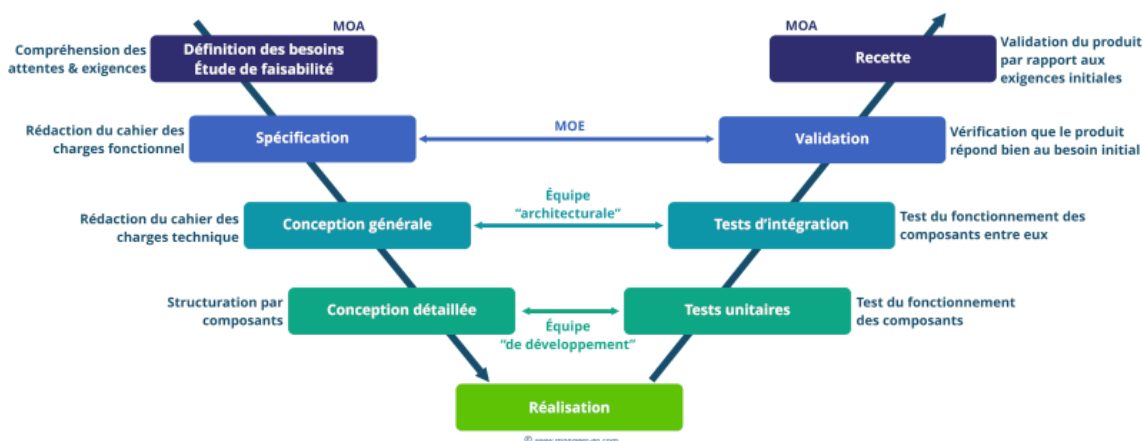 MOA
MOA
Compréhension des
attentes & exigences
Définition des besoins
Étude de faisabilité
Recette
Validation du produit
par rapport aux
exigences initiales
Rédaction du cahier des
charges fonctionnel
Spécification
MOE
Validation
Vérification que le produit
répond bien au besoin initial
Rédaction du cahier des
charges technique
Conception générale
Équipe
“architecturale”
Tests d’intégration
Test du fonctionnement des
composants entre eux
Structuration par
composants
Conception détaillée
Équipe
“de développement”
Tests unitaires
Test du fonctionnement
des composants
Réalisation